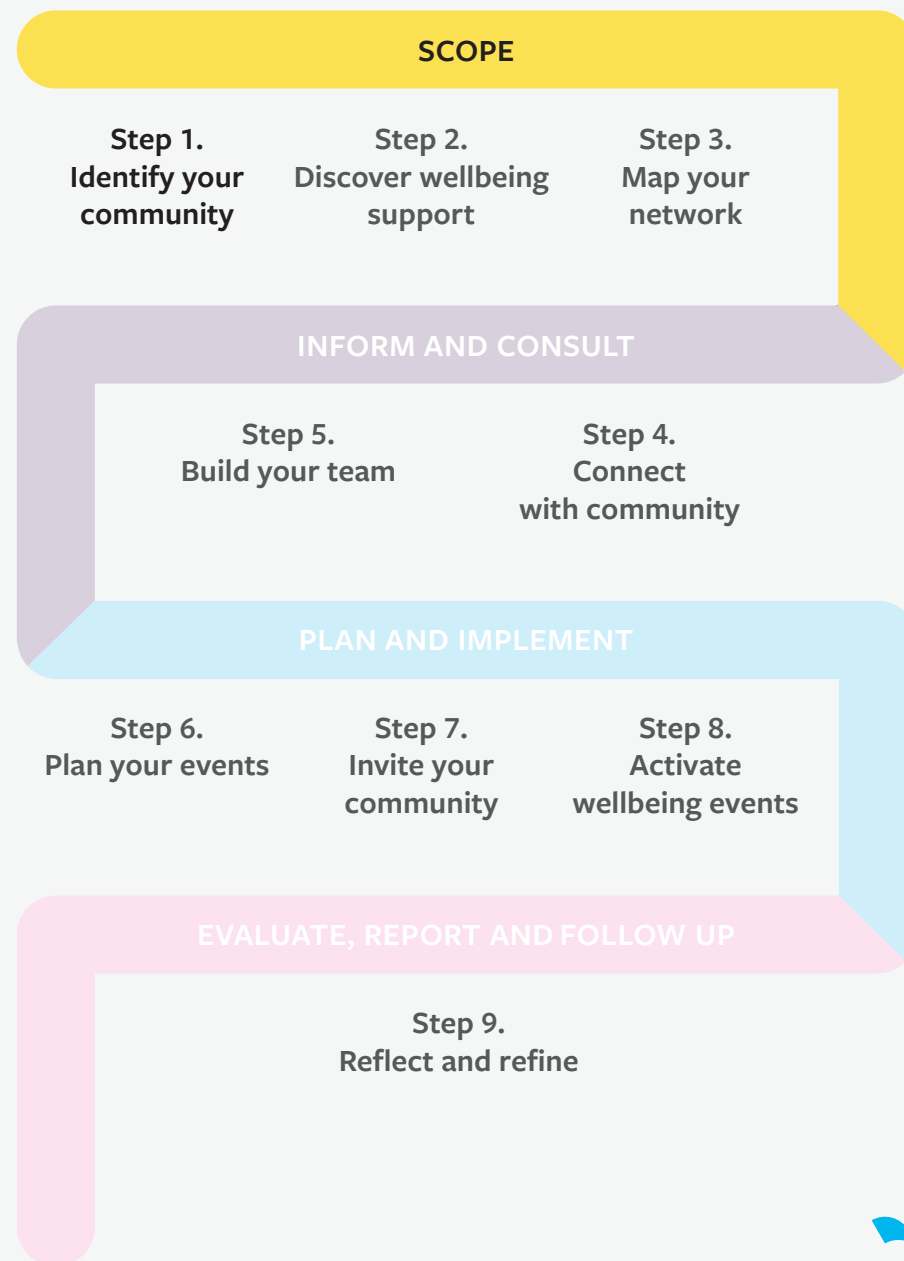 SCOPE
Step 1.
Identify your
community
Step 2.
Discover wellbeing
support
Step 3.
Map your
network
INFORM AND CONSULT
Step 5.
Build your team
Step 4.
Connect
with community
PLAN AND IMPLEMENT
Step 6.
Plan your events
Step 7.
Invite your
community
Step 8.
Activate
wellbeing events
EVALUATE, REPORT AND FOLLOW UP
Step 9.
Reflect and refine